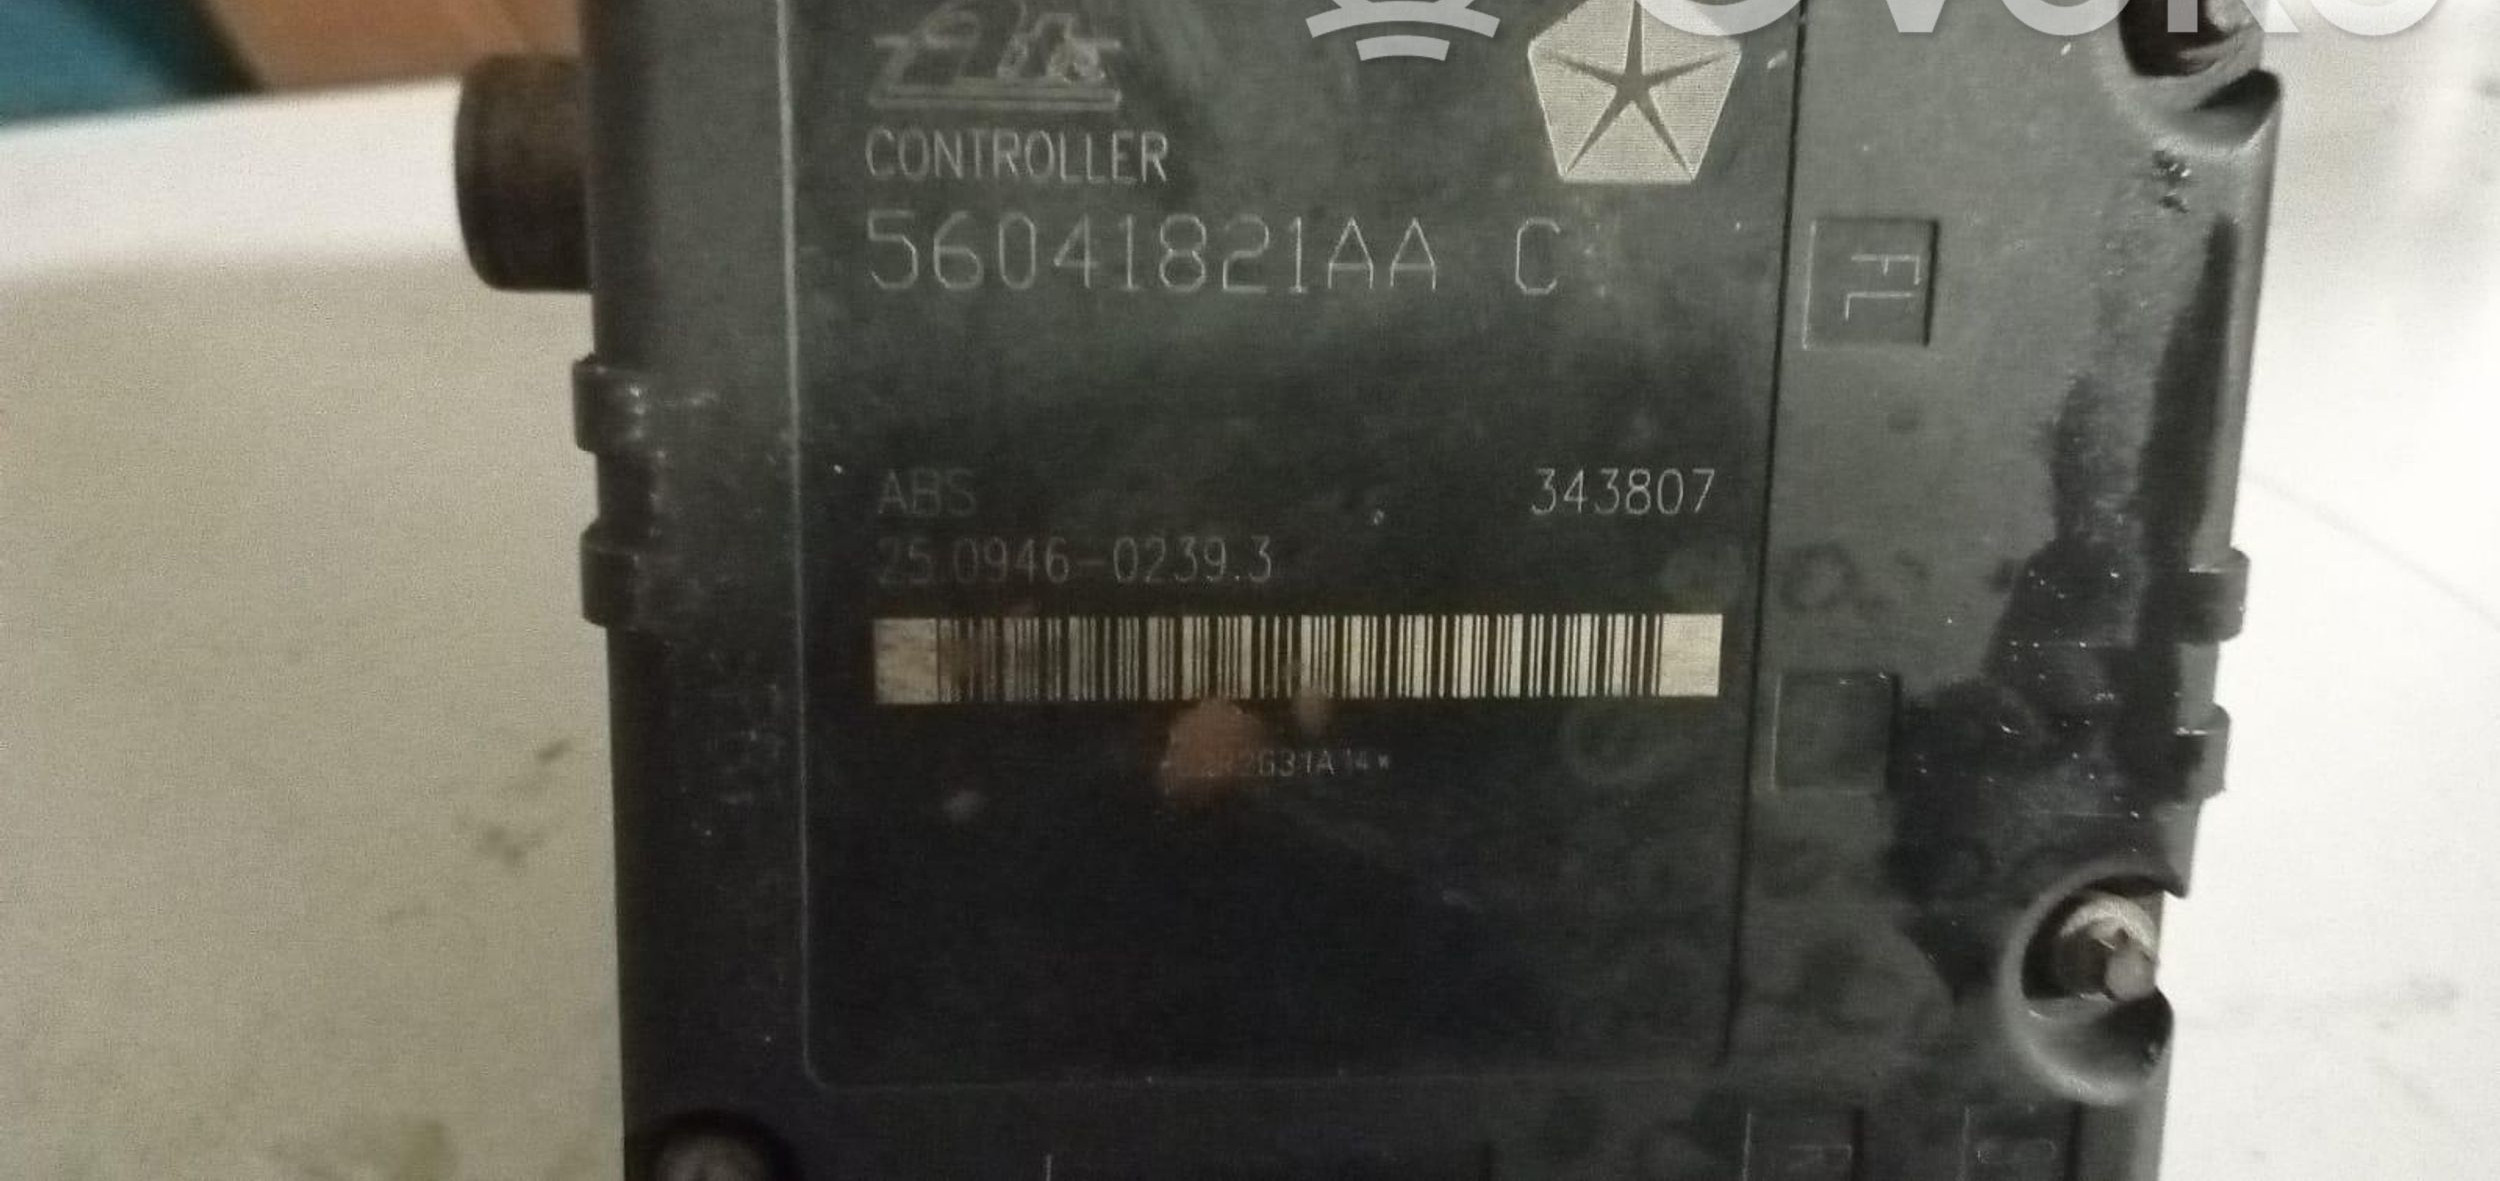 CONTROLLER
56041821AA C
FL
ABS 343807
25.0946-0239.3